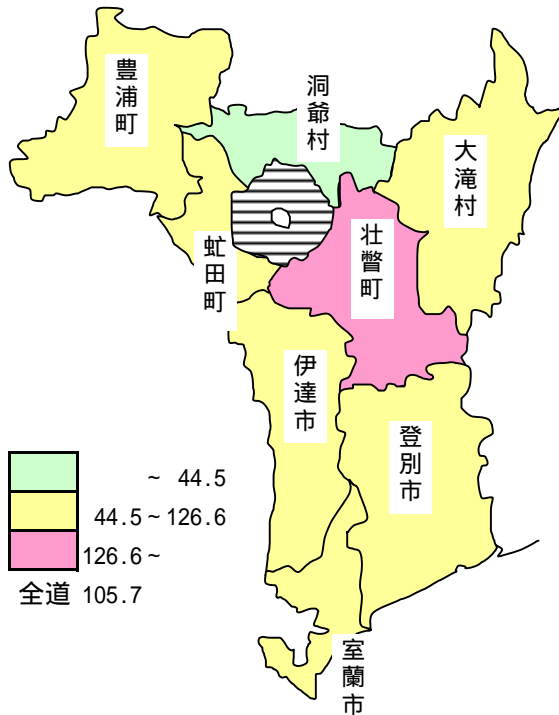 豊浦町
洞爺村
大滝村
虻田町
壮瞥町
伊達市
登別市
室蘭市
~ 44.5
44.5~126.6
126.6~
全道 105.7